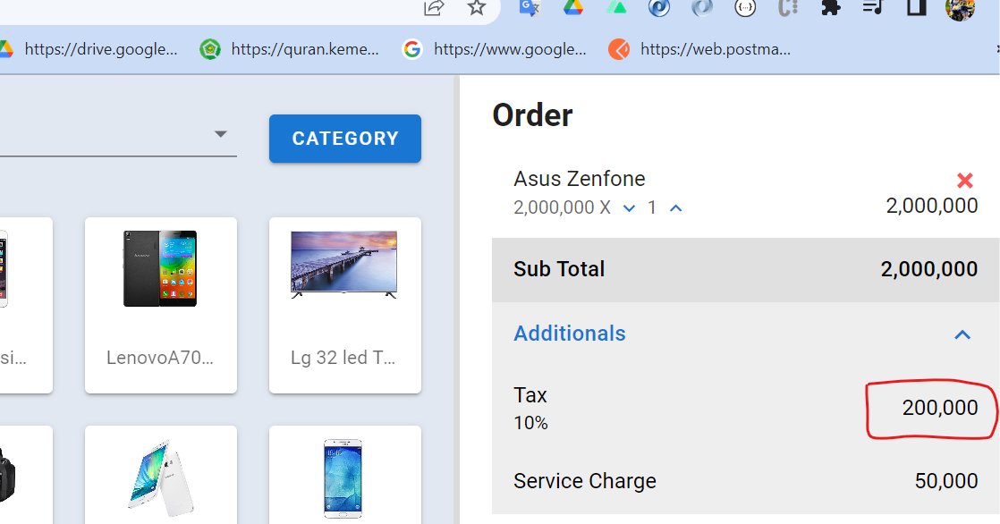 https://drive.google... https://quran.keme... https://www.google... https://web.postma...
CATEGORY
si...
LenovoA70...
Lg 32 led T...
Order
Asus Zenfone
2,000,000 X 1 2,000,000
Sub Total 2,000,000
Additionals
Tax
10% 200,000
Service Charge 50,000